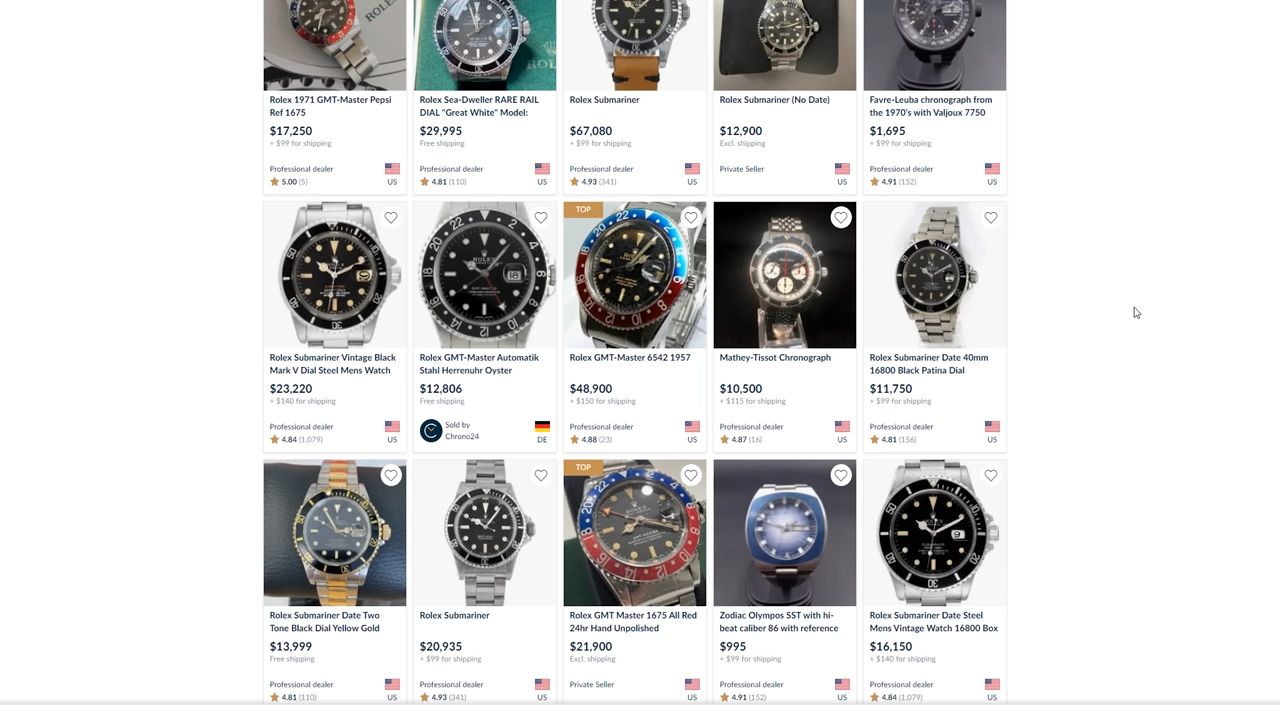 Rolex 1971 GMT-Master Pepsi
Ref 1675
$17,250
+ $99 for shipping
Professional dealer
5.00 (5)
US
Rolex Sea-Dweller RARE RAIL
DIAL "Great White" Model:
$29,995
Free shipping
Professional dealer
4.81 (110)
US
Rolex Submariner
$67,080
+ $99 for shipping
Professional dealer
4.93 (341)
US
Rolex Submariner (No Date)
$12,900
Excl. shipping
Private Seller
US
Favre-Leuba chronograph from
the 1970's with Valjoux 7750
$1,695
+ $99 for shipping
Professional dealer
4.91 (152)
US
Rolex Submariner Vintage Black
Mark V Dial Steel Mens Watch
$23,220
+ $140 for shipping
Professional dealer
4.84 (1,079)
US
Rolex GMT-Master Automatik
Stahl Herrenuhr Oyster
$12,806
Free shipping
Sold by
Chrono24
DE
TOP
Rolex GMT-Master 6542 1957
$48,900
+ $150 for shipping
Professional dealer
4.88 (23)
US
Mathey-Tissot Chronograph
$10,500
+ $115 for shipping
Professional dealer
4.87 (16)
US
Rolex Submariner Date 40mm
16800 Black Patina Dial
$11,750
+ $99 for shipping
Professional dealer
4.81 (156)
US
Rolex Submariner Date Two
Tone Black Dial Yellow Gold
$13,999
Free shipping
Professional dealer
4.81 (110)
US
Rolex Submariner
$20,935
+ $99 for shipping
Professional dealer
4.93 (341)
US
TOP
Rolex GMT Master 1675 All Red
24hr Hand Unpolished
$21,900
Excl. shipping
Private Seller
US
Zodiac Olympos SST with hi-
beat caliber 86 with reference
$995
+ $99 for shipping
Professional dealer
4.91 (152)
US
Rolex Submariner Date Steel
Mens Vintage Watch 16800 Box
$16,150
+ $140 for shipping
Professional dealer
4.84 (1,079)
US